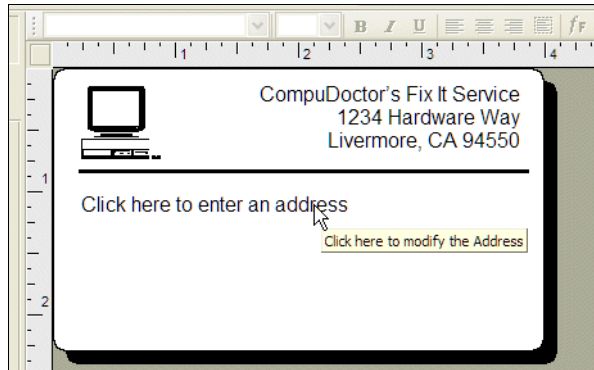 B I U fF
1 2 3 4
CompuDoctor's Fix It Service
1234 Hardware Way
Livermore, CA 94550
1
Click here to enter an address
Click here to modify the Address
2